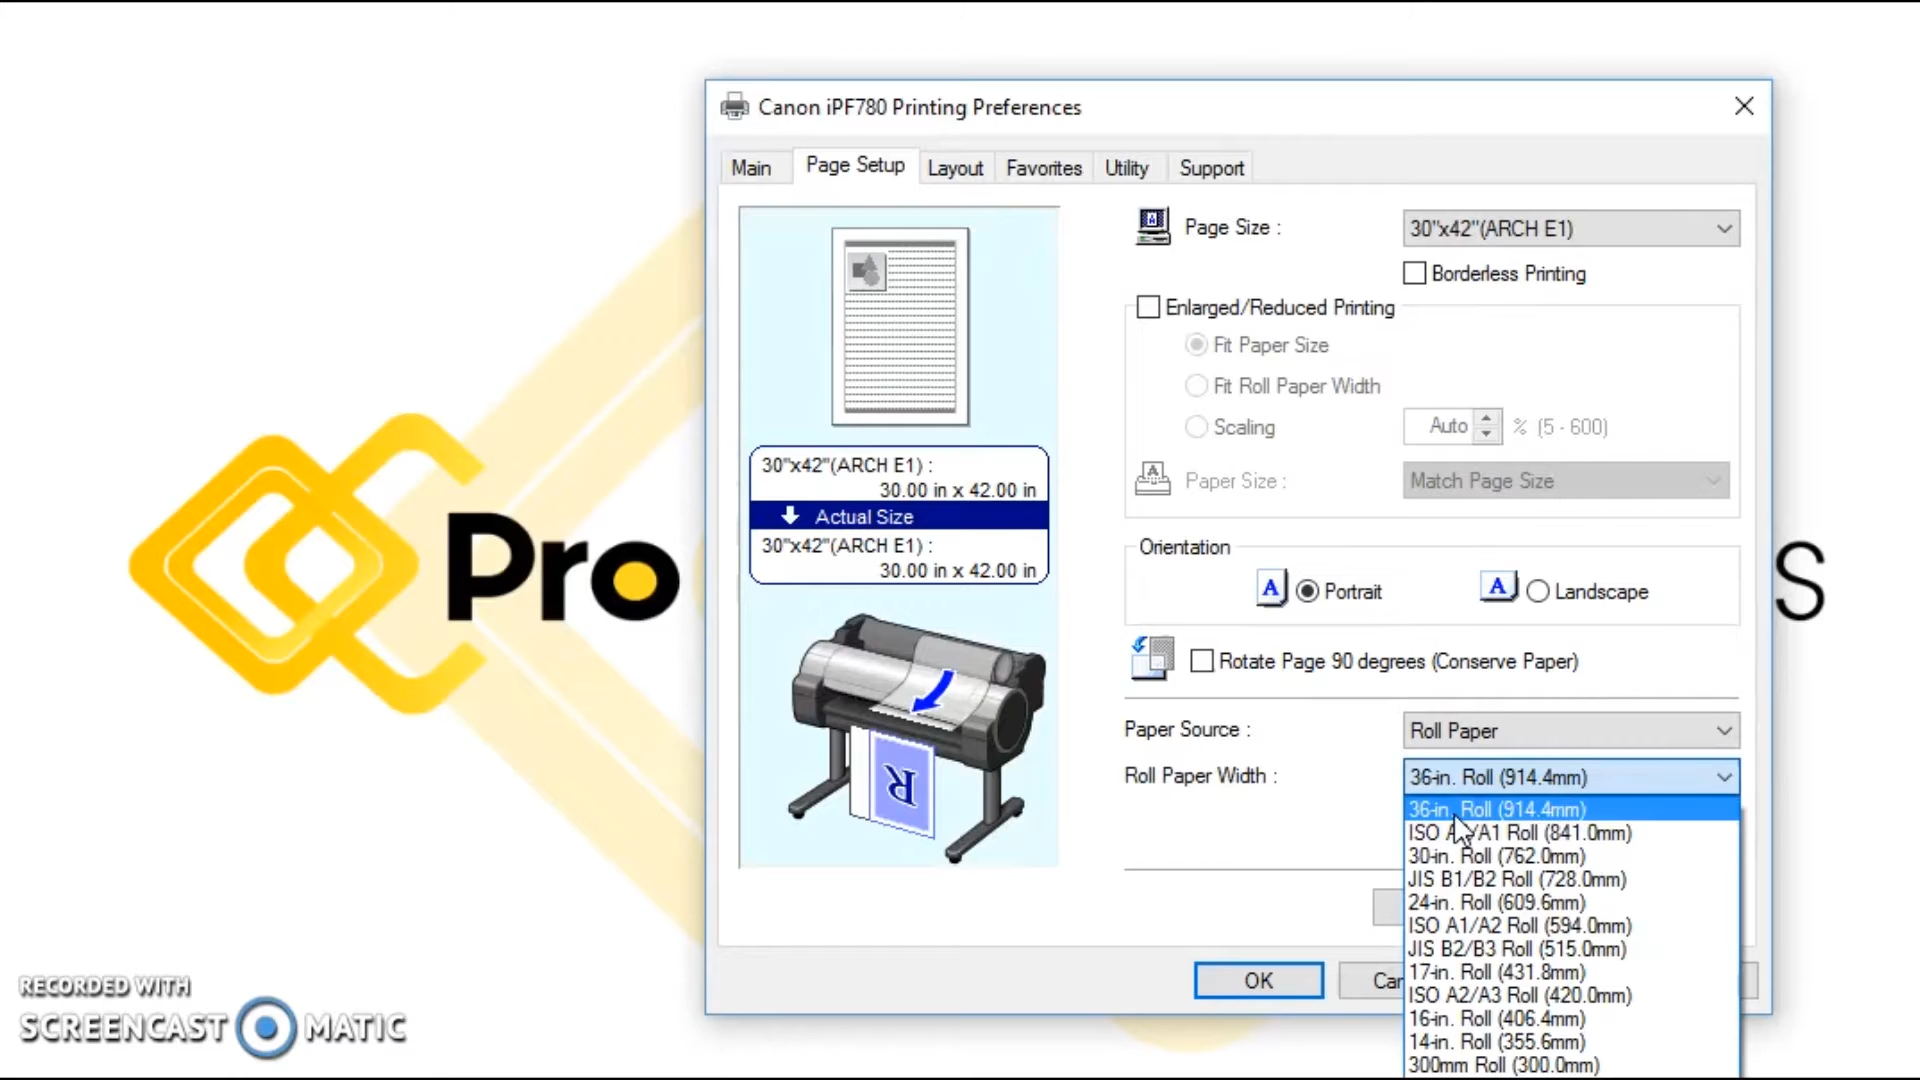 Canon iPF780 Printing Preferences
Main
Page Setup
Layout
Favorites
Utility
Support
Page Size :
30"x42"(ARCH E1)
Borderless Printing
Enlarged/Reduced Printing
Fit Paper Size
Fit Roll Paper Width
Scaling
Auto
% (5 - 600)
Paper Size :
Match Page Size
30"x42"(ARCH E1) :
30.00 in x 42.00 in
Actual Size
30"x42"(ARCH E1) :
30.00 in x 42.00 in
Orientation
A
Portrait
A
Landscape
Rotate Page 90 degrees (Conserve Paper)
Paper Source :
Roll Paper
Roll Paper Width :
36-in. Roll (914.4mm)
36-in. Roll (914.4mm)
ISO /A1 Roll (841.0mm)
30-in. Roll (762.0mm)
JIS B1/B2 Roll (728.0mm)
24-in. Roll (609.6mm)
ISO A1/A2 Roll (594.0mm)
JIS B2/B3 Roll (515.0mm)
17-in. Roll (431.8mm)
ISO A2/A3 Roll (420.0mm)
16-in. Roll (406.4mm)
14-in. Roll (355.6mm)
300mm Roll (300.0mm)
OK
Can
R
Pro
S
RECORDED WITH
SCREENCAST MATIC